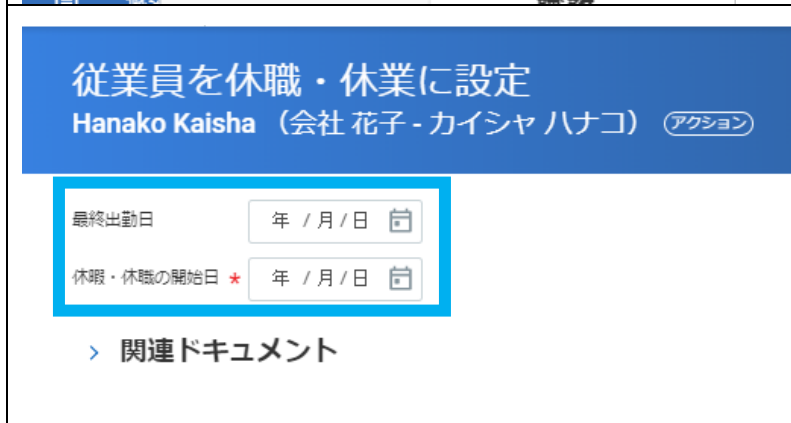 従業員を休職・休業に設定
Hanako Kaisha （会社 花子 - カイシャ ハナコ） アクション
最終出勤日 年 / 月 / 日
休暇・休職の開始日 * 年 / 月 / 日
> 関連ドキュメント